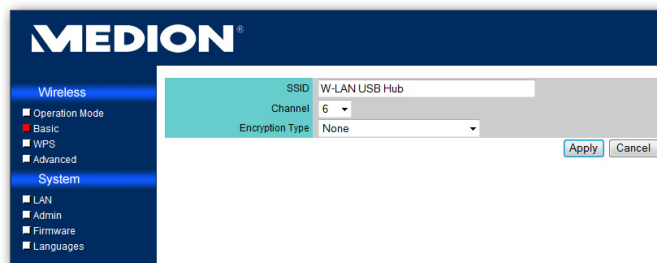 MEDION®
Wireless
Operation Mode
Basic
WPS
Advanced
System
LAN
Admin
Firmware
Languages
SSID W-LAN USB Hub
Channel 6
Encryption Type None
Apply Cancel